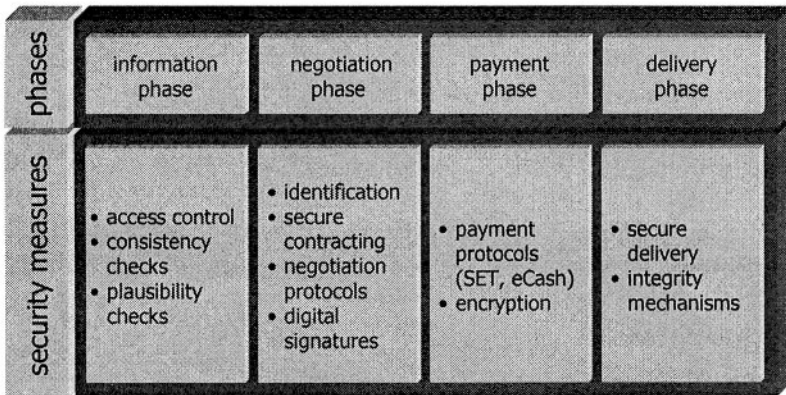 phases
information
phase
negotiation
phase
payment
phase
delivery
phase
security measures
• access control
• consistency
checks
• plausibility
checks
• identification
• secure
contracting
• negotiation
protocols
• digital
signatures
• payment
protocols
(SET, eCash)
• encryption
• secure
delivery
• integrity
mechanisms